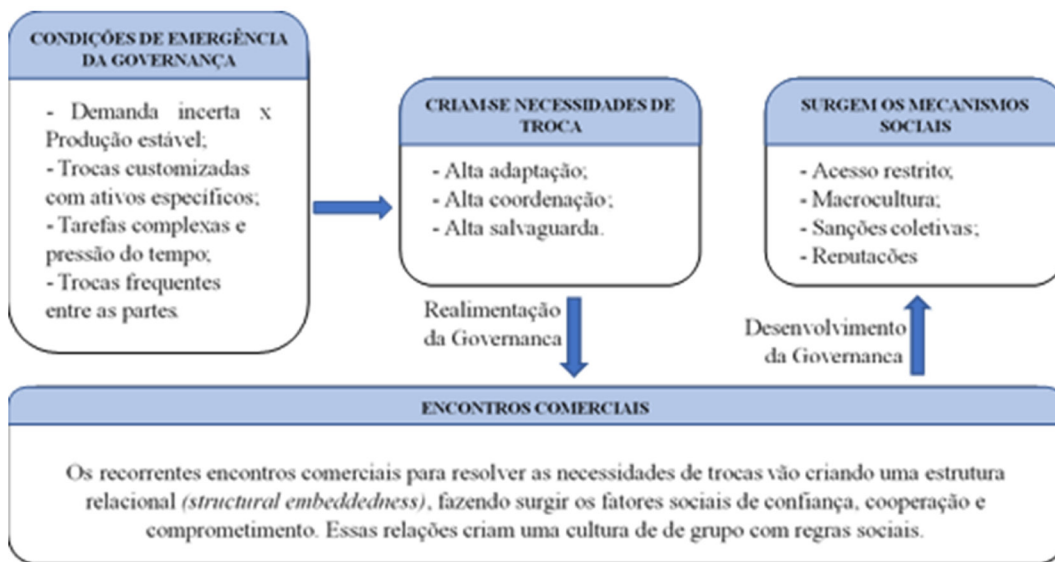 CONDIÇÕES DE EMERGÊNCIA
DA GOVERNANÇA
- Demanda incerta x
Produção estável;
- Trocas customizadas
com ativos específicos;
- Tarefas complexas e
pressão do tempo;
- Trocas frequentes
entre as partes.
CRIAM-SE NECESSIDADES DE
TROCA
- Alta adaptação;
- Alta coordenação;
- Alta salvaguarda.
SURGEM OS MECANISMOS
SOCIAIS
- Acesso restrito;
- Macrocultura;
- Sanções coletivas;
- Reputações
Realimentação
da Governança
Desenvolvimento
da Governança
ENCONTROS COMERCIAIS
Os recorrentes encontros comerciais para resolver as necessidades de trocas vão criando uma estrutura
relacional (structural embeddedness), fazendo surgir os fatores sociais de confiança, cooperação e
comprometimento. Essas relações criam uma cultura de de grupo com regras sociais.